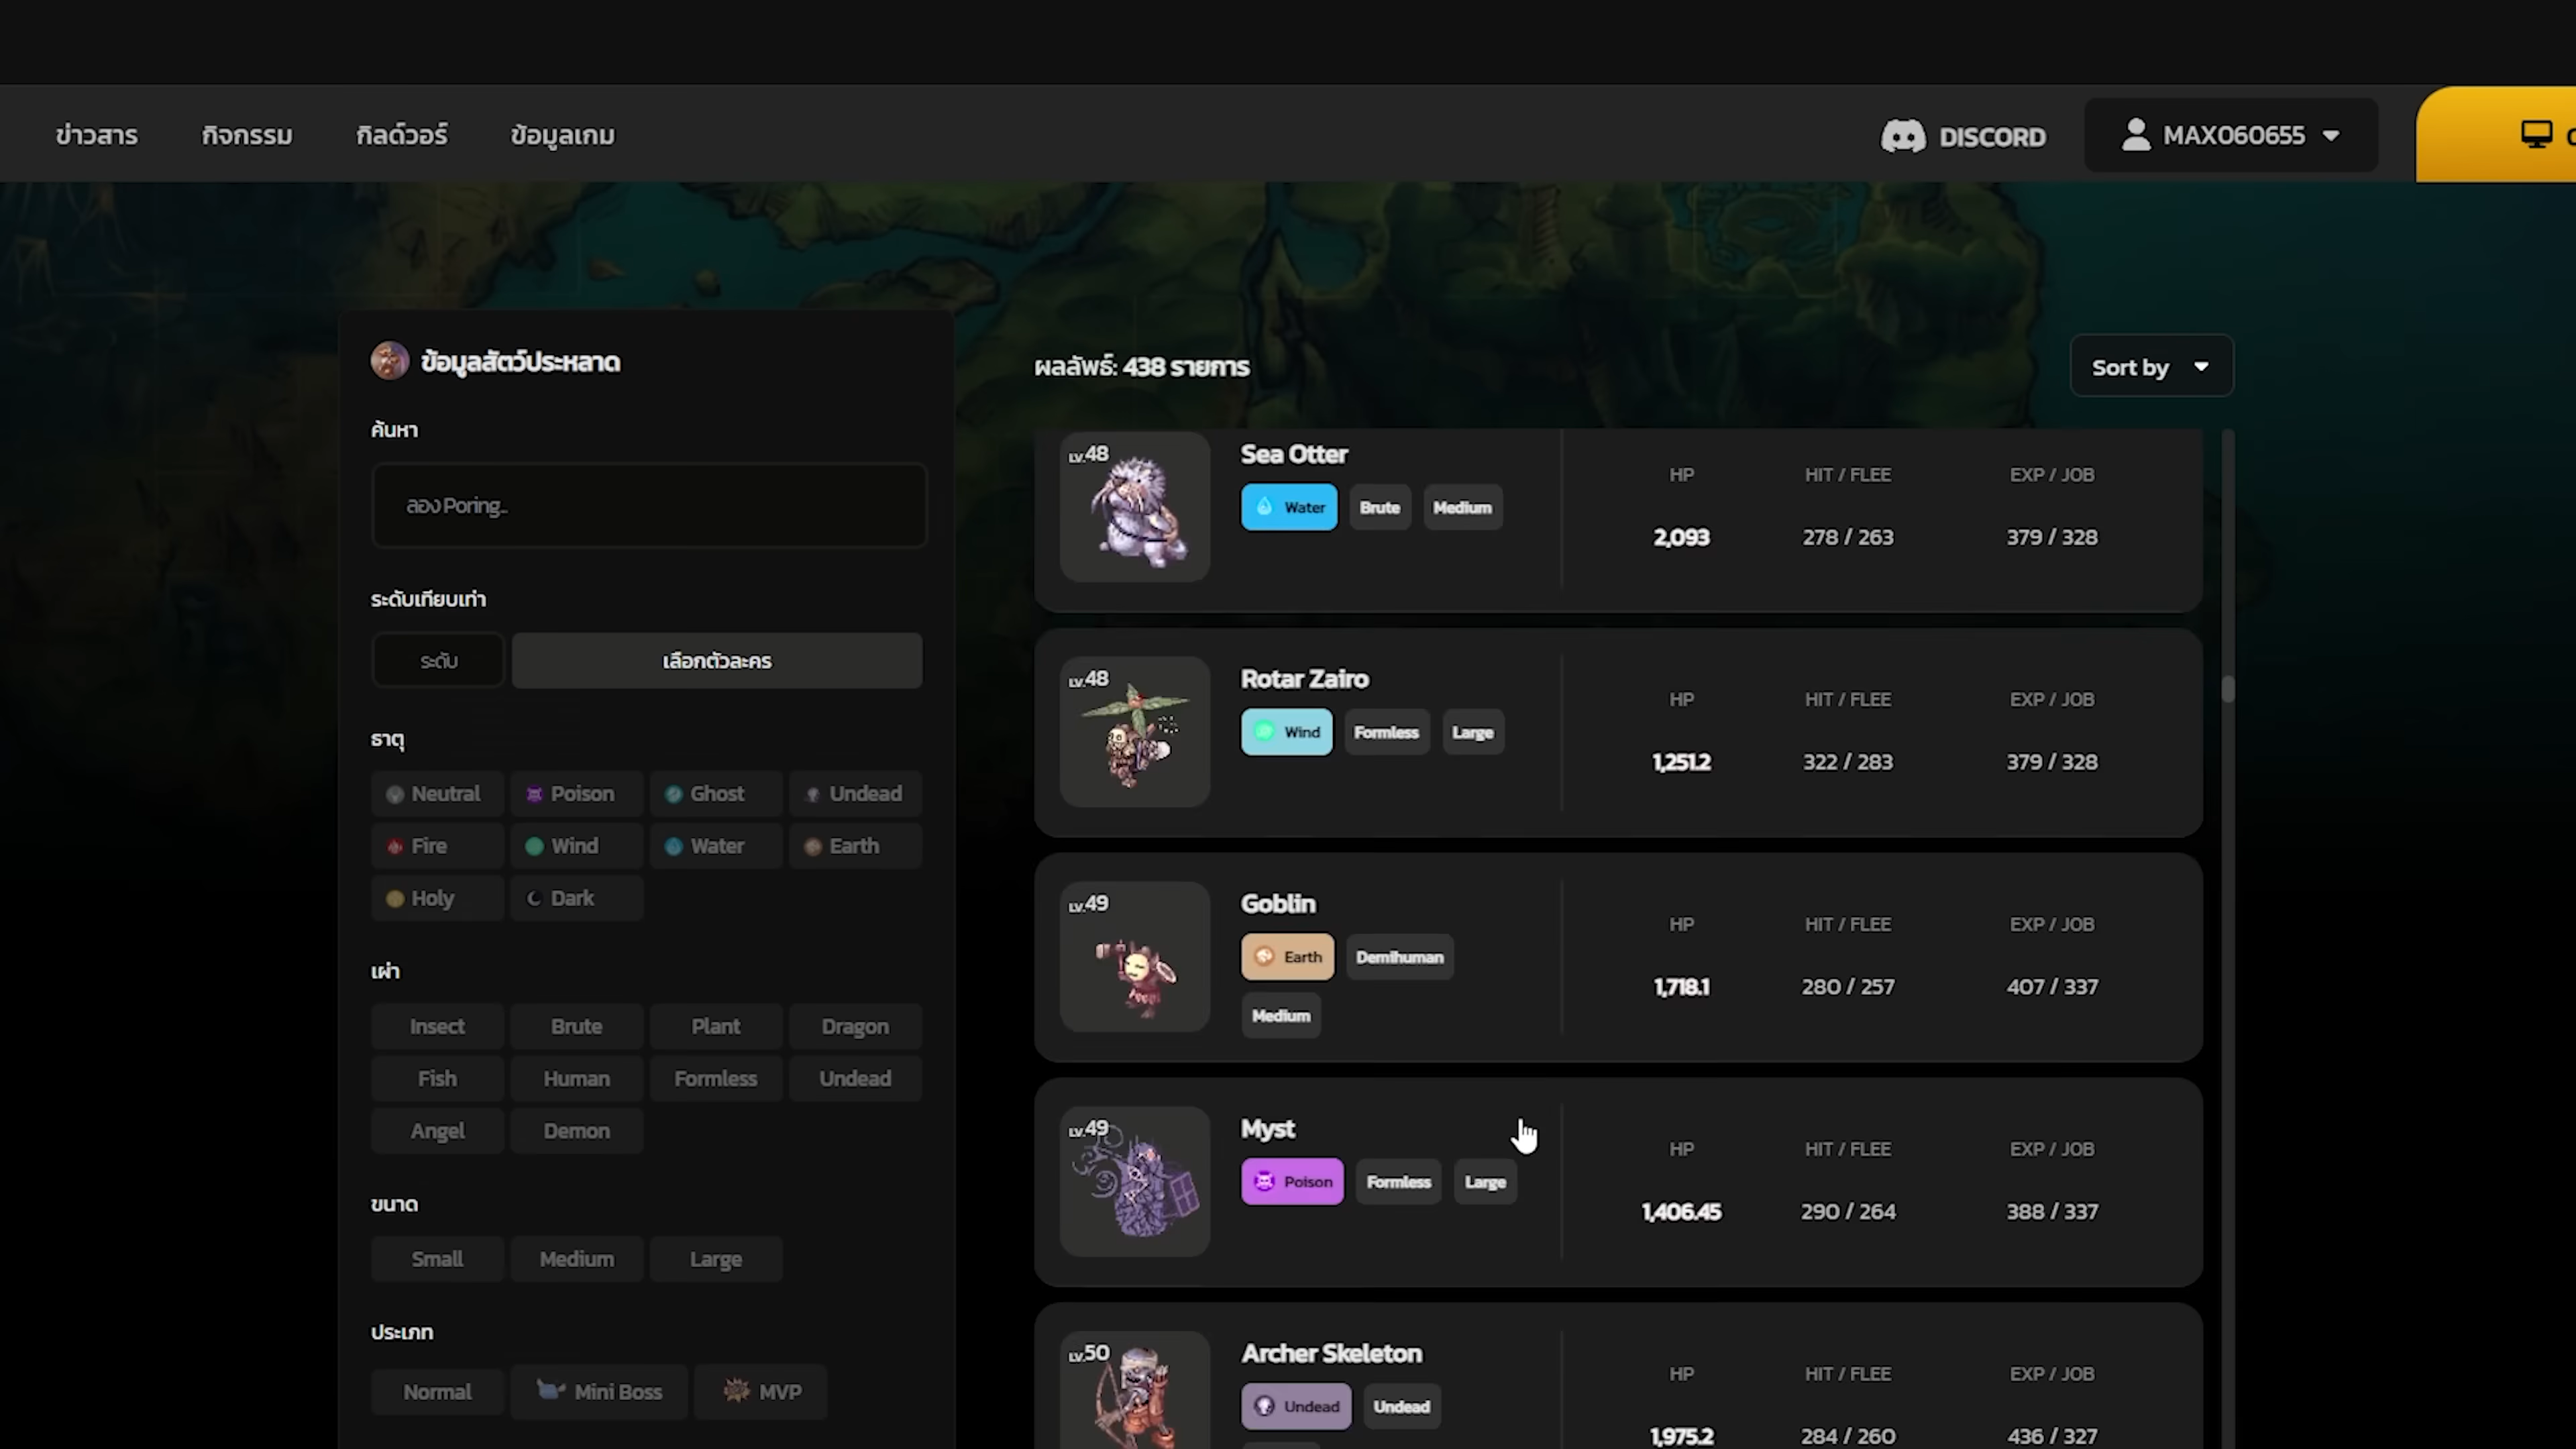 ข่าวสาร กิจกรรม กิลด์วอร์ ข้อมูลเกม DISCORD MAX060655
ข้อมูลสัตว์ประหลาด
ค้นหา
ลอง Poring...
ระดับเทียบเท่า
ระดับ เลือกตัวละคร
ธาตุ
Neutral Poison Ghost Undead
Fire Wind Water Earth
Holy Dark
เผ่า
Insect Brute Plant Dragon
Fish Human Formless Undead
Angel Demon
ขนาด
Small Medium Large
ประเภท
Normal Mini Boss MVP
ผลลัพธ์: 438 รายการ Sort by
LV.48 Sea Otter
Water Brute Medium
HP HIT / FLEE EXP / JOB
2,093 278 / 263 379 / 328
LV.48 Rotar Zairo
Wind Formless Large
HP HIT / FLEE EXP / JOB
1,251.2 322 / 283 379 / 328
LV.49 Goblin
Earth Demihuman
Medium
HP HIT / FLEE EXP / JOB
1,718.1 280 / 257 407 / 337
LV.49 Myst
Poison Formless Large
HP HIT / FLEE EXP / JOB
1,406.45 290 / 264 388 / 337
LV.50 Archer Skeleton
Undead Undead
HP HIT / FLEE EXP / JOB
1,975.2 284 / 260 436 / 327